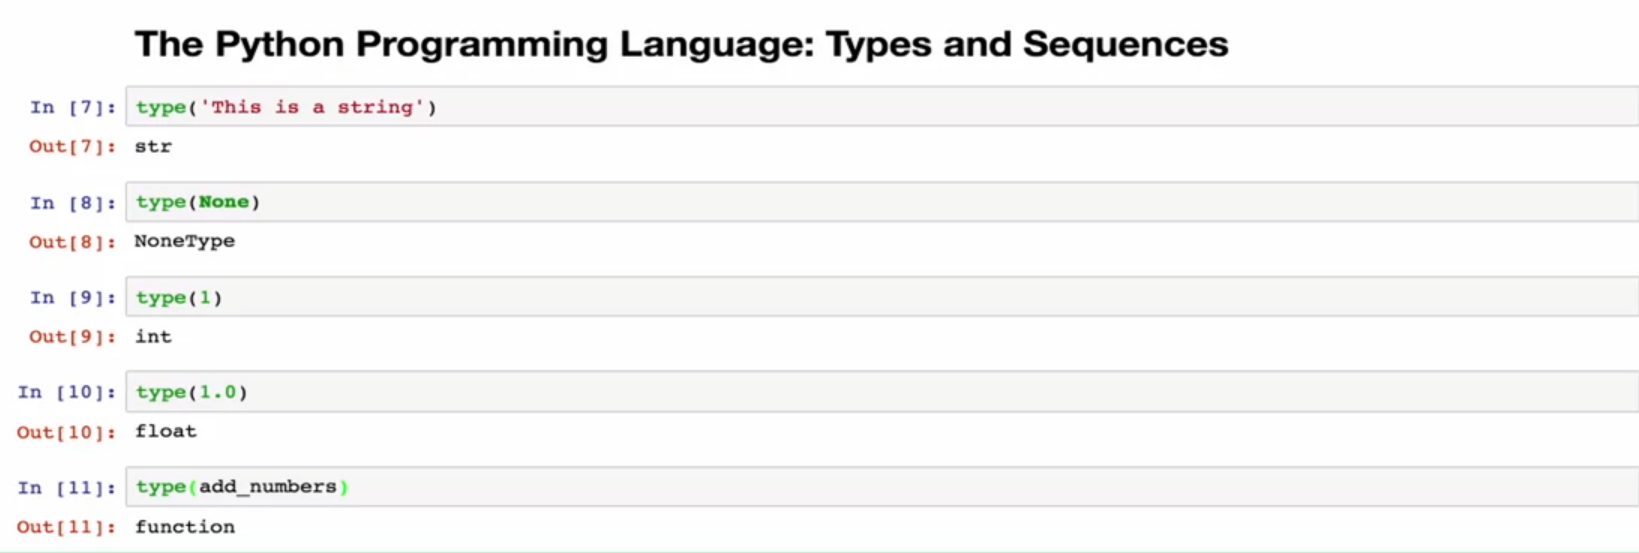 The Python Programming Language: Types and Sequences
In [7]: type('This is a string')
Out[7]: str
In [8]: type(None)
Out[8]: NoneType
In [9]: type(1)
Out[9]: int
In [10]: type(1.0)
Out[10]: float
In [11]: type(add_numbers)
Out[11]: function